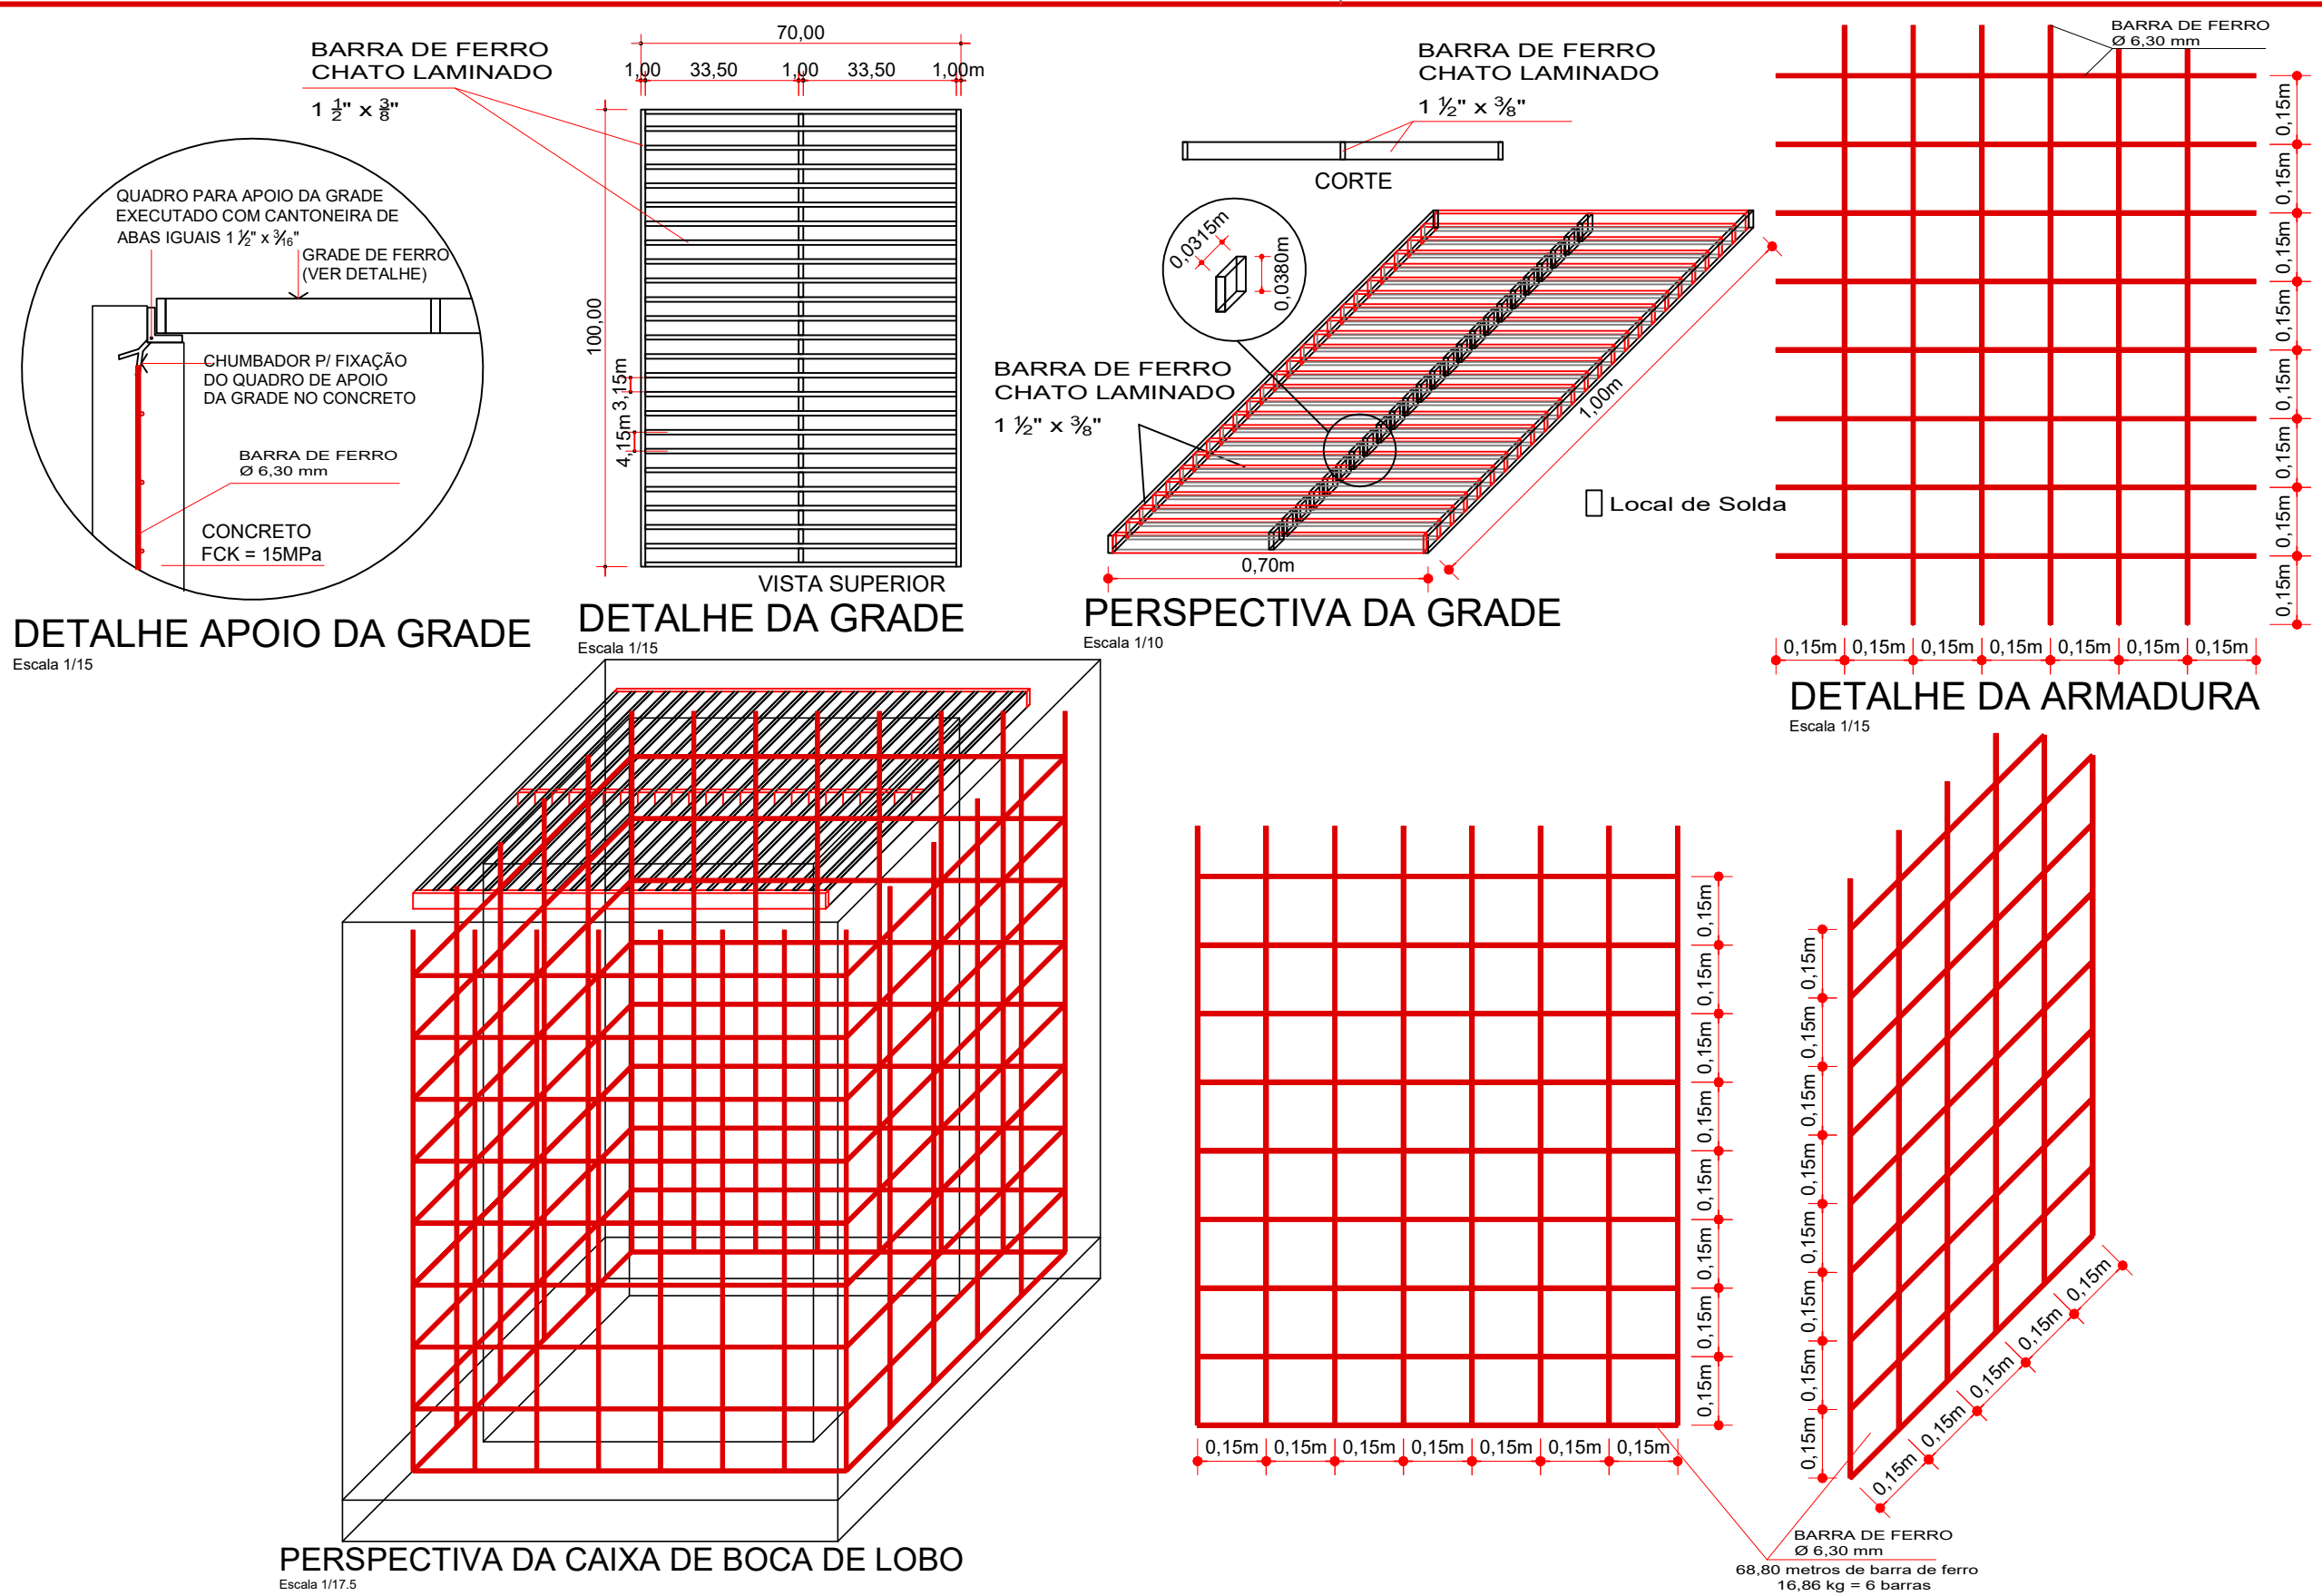 BARRA DE FERRO
CHATO LAMINADO
1 1/2" x 3/8"
QUADRO PARA APOIO DA GRADE
EXECUTADO COM CANTONEIRA DE
ABAS IGUAIS 1 1/2" x 3/16"
GRADE DE FERRO
(VER DETALHE)
CHUMBADOR P/ FIXAÇÃO
DO QUADRO DE APOIO
DA GRADE NO CONCRETO
BARRA DE FERRO
Ø 6,30 mm
CONCRETO
FCK = 15MPa
DETALHE APOIO DA GRADE
Escala 1/15
70,00
1,00 33,50 1,00 33,50 1,00m
100,00
3,15m
4,15m
VISTA SUPERIOR
DETALHE DA GRADE
Escala 1/15
BARRA DE FERRO
CHATO LAMINADO
1 1/2" x 3/8"
CORTE
0,0315m
0,0380m
BARRA DE FERRO
CHATO LAMINADO
1 1/2" x 3/8"
1,00m
Local de Solda
0,70m
PERSPECTIVA DA GRADE
Escala 1/10
BARRA DE FERRO
Ø 6,30 mm
0,15m
0,15m
0,15m
0,15m
0,15m
0,15m
0,15m
0,15m
0,15m 0,15m 0,15m 0,15m 0,15m 0,15m 0,15m
DETALHE DA ARMADURA
Escala 1/15
PERSPECTIVA DA CAIXA DE BOCA DE LOBO
Escala 1/17.5
0,15m
0,15m
0,15m
0,15m
0,15m
0,15m
0,15m
0,15m
0,15m 0,15m 0,15m 0,15m 0,15m 0,15m 0,15m
0,15m
0,15m
0,15m
0,15m
0,15m
0,15m
0,15m
0,15m
0,15m
0,15m
0,15m
0,15m
0,15m
BARRA DE FERRO
Ø 6,30 mm
68,80 metros de barra de ferro
16,86 kg = 6 barras